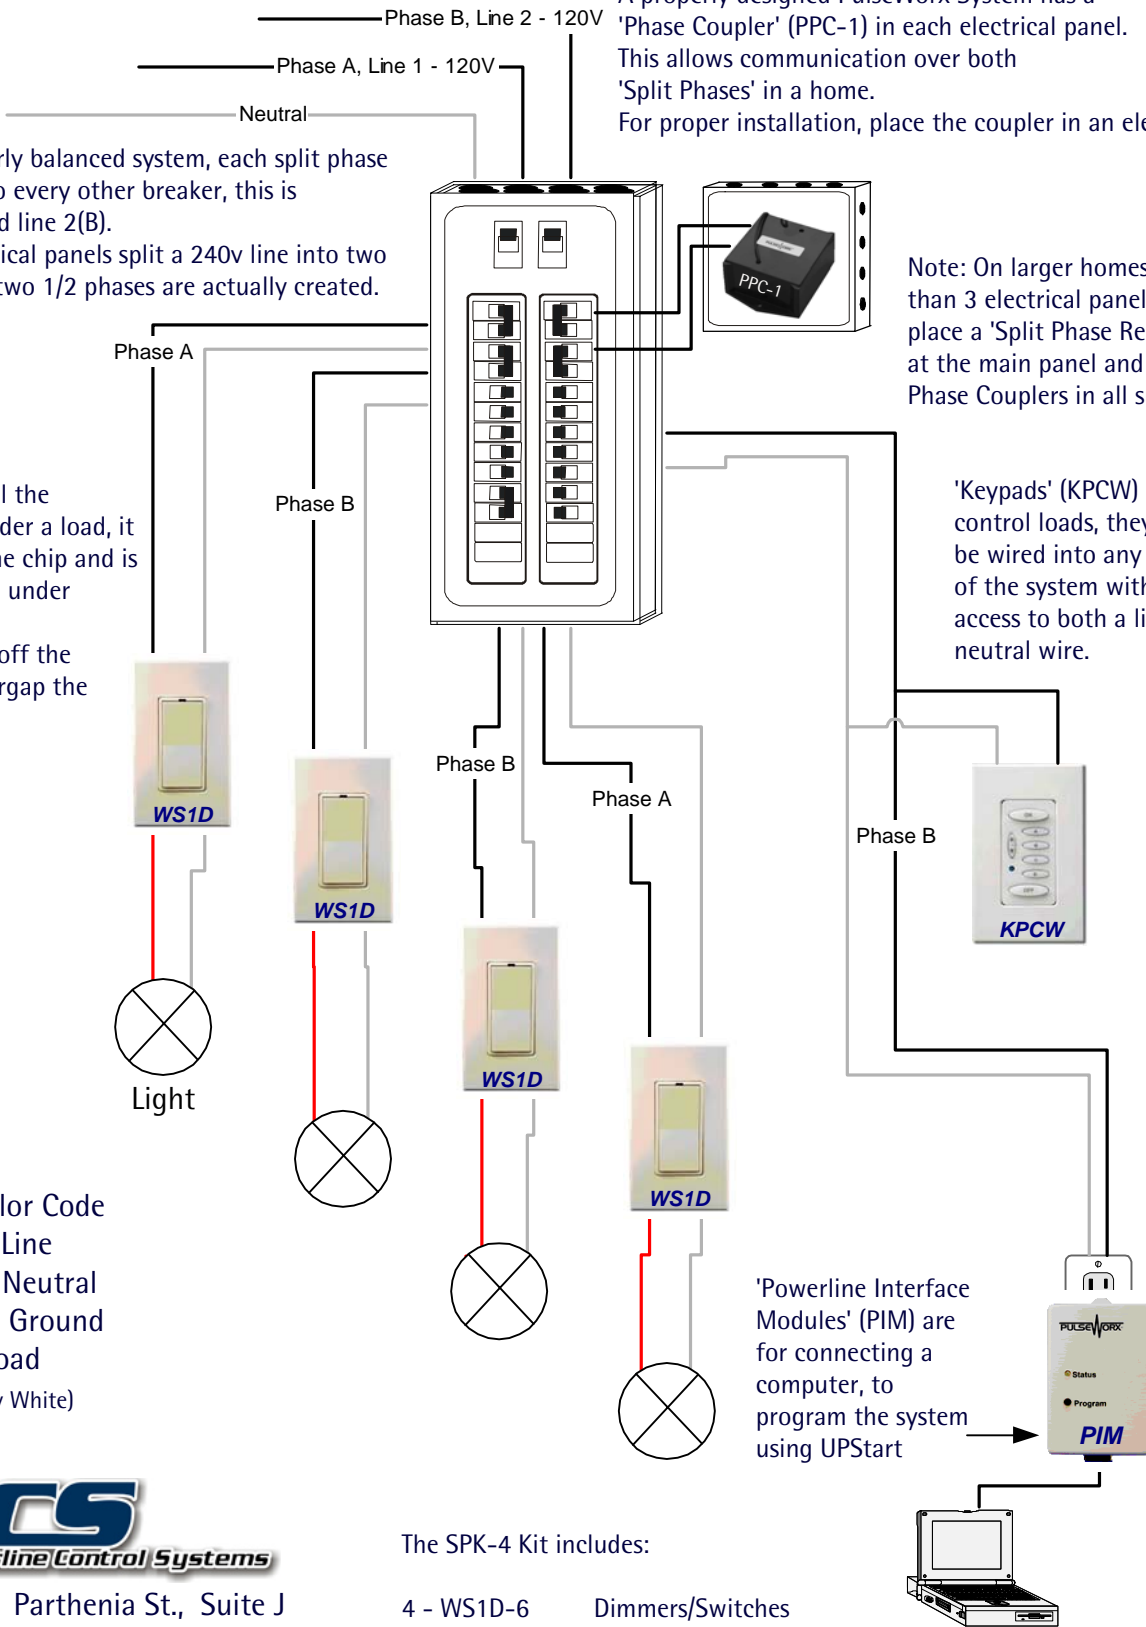 Phase B, Line 2 - 120V
'Phase Coupler' (PPC-1) in each electrical panel.
This allows communication over both
'Split Phases' in a home.
For proper installation, place the coupler in an ele
Phase A, Line 1 - 120V
Neutral
rly balanced system, each split phase
o every other breaker, this is
d line 2(B).
ical panels split a 240v line into two
two 1/2 phases are actually created.
PPC-1
Note: On larger homes
than 3 electrical panel
place a 'Split Phase Re
at the main panel and
Phase Couplers in all s
Phase A
Phase B
l the
der a load, it
ne chip and is
under
off the
rgap the
'Keypads' (KPCW)
control loads, they
be wired into any
of the system with
access to both a li
neutral wire.
WS1D
WS1D
Phase B
Phase A
Phase B
ON
OFF
KPCW
WS1D
WS1D
Light
lor Code
Line
Neutral
Ground
oad
y White)
'Powerline Interface
Modules' (PIM) are
for connecting a
computer, to
program the system
using UPStart
PULSEWORX
Status
Program
PIM
CS
rline Control Systems
Parthenia St., Suite J
The SPK-4 Kit includes:
4 - WS1D-6 Dimmers/Switches